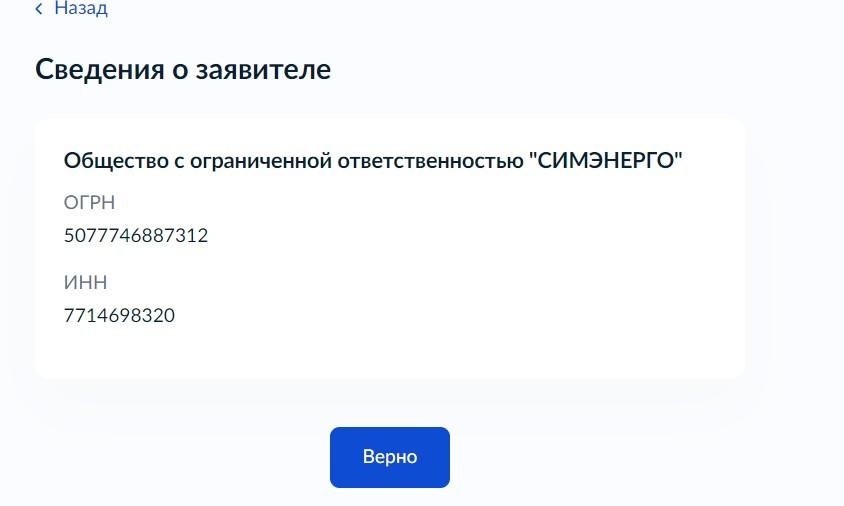 Назад
Сведения о заявителе
Общество с ограниченной ответственностью "СИМЭНЕРГО"
ОГРН
5077746887312
ИНН
7714698320
Верно